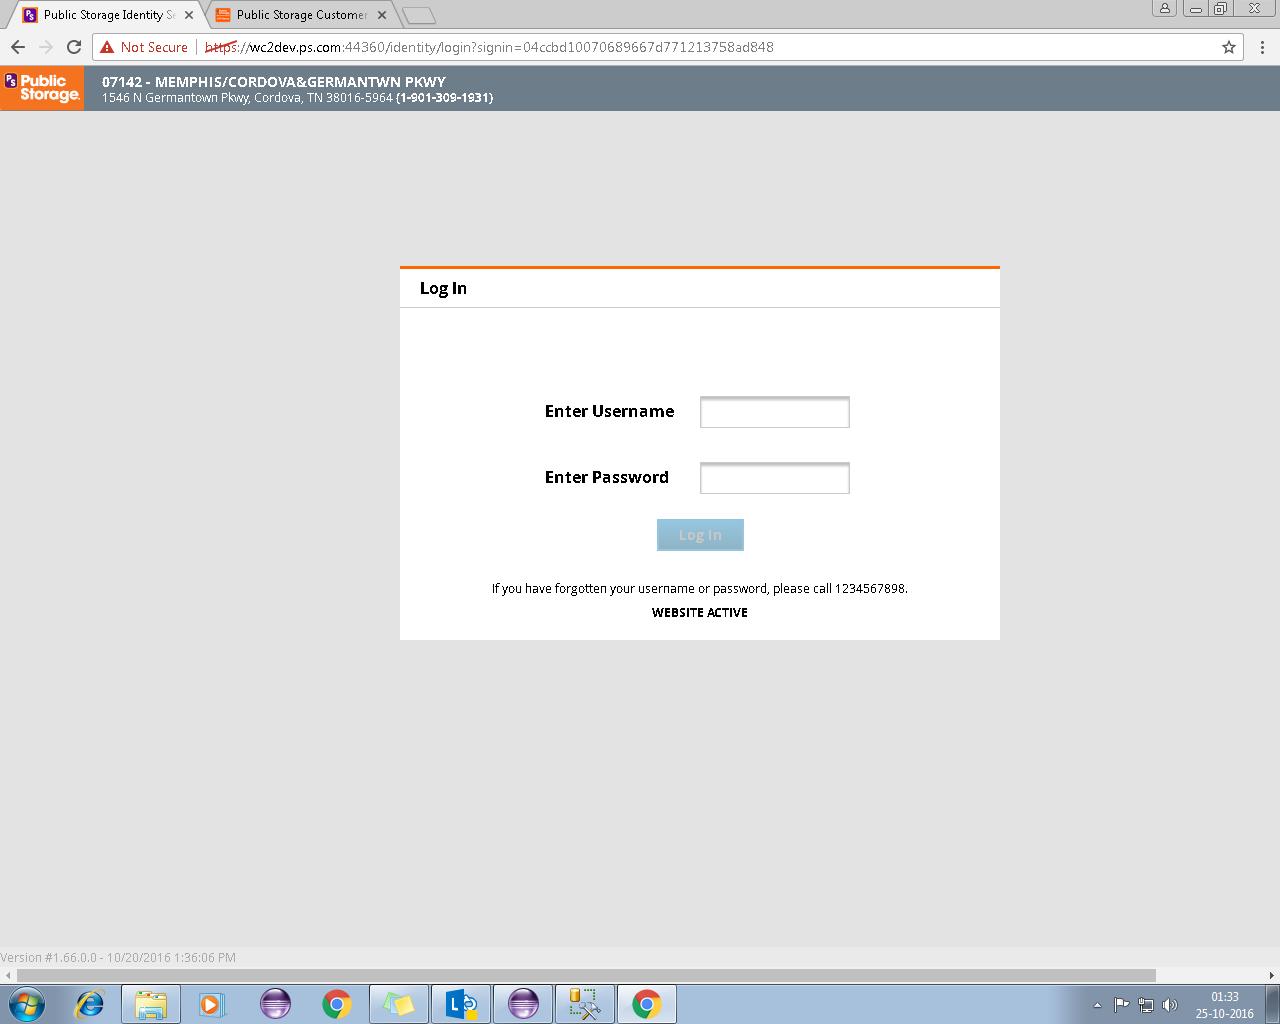 Public Storage Identity Se
Public Storage Customer
Not Secure
https://wc2dev.ps.com:44360/identity/login?signin=04ccbd10070689667d771213758ad848
PS Public
Storage.
07142 - MEMPHIS/CORDOVA&GERMANTWN PKWY
1546 N Germantown Pkwy, Cordova, TN 38016-5964 {1-901-309-1931}
Log In
Enter Username
Enter Password
Log In
If you have forgotten your username or password, please call 1234567898.
WEBSITE ACTIVE
Version #1.66.0.0 - 10/20/2016 1:36:06 PM
01:33
25-10-2016